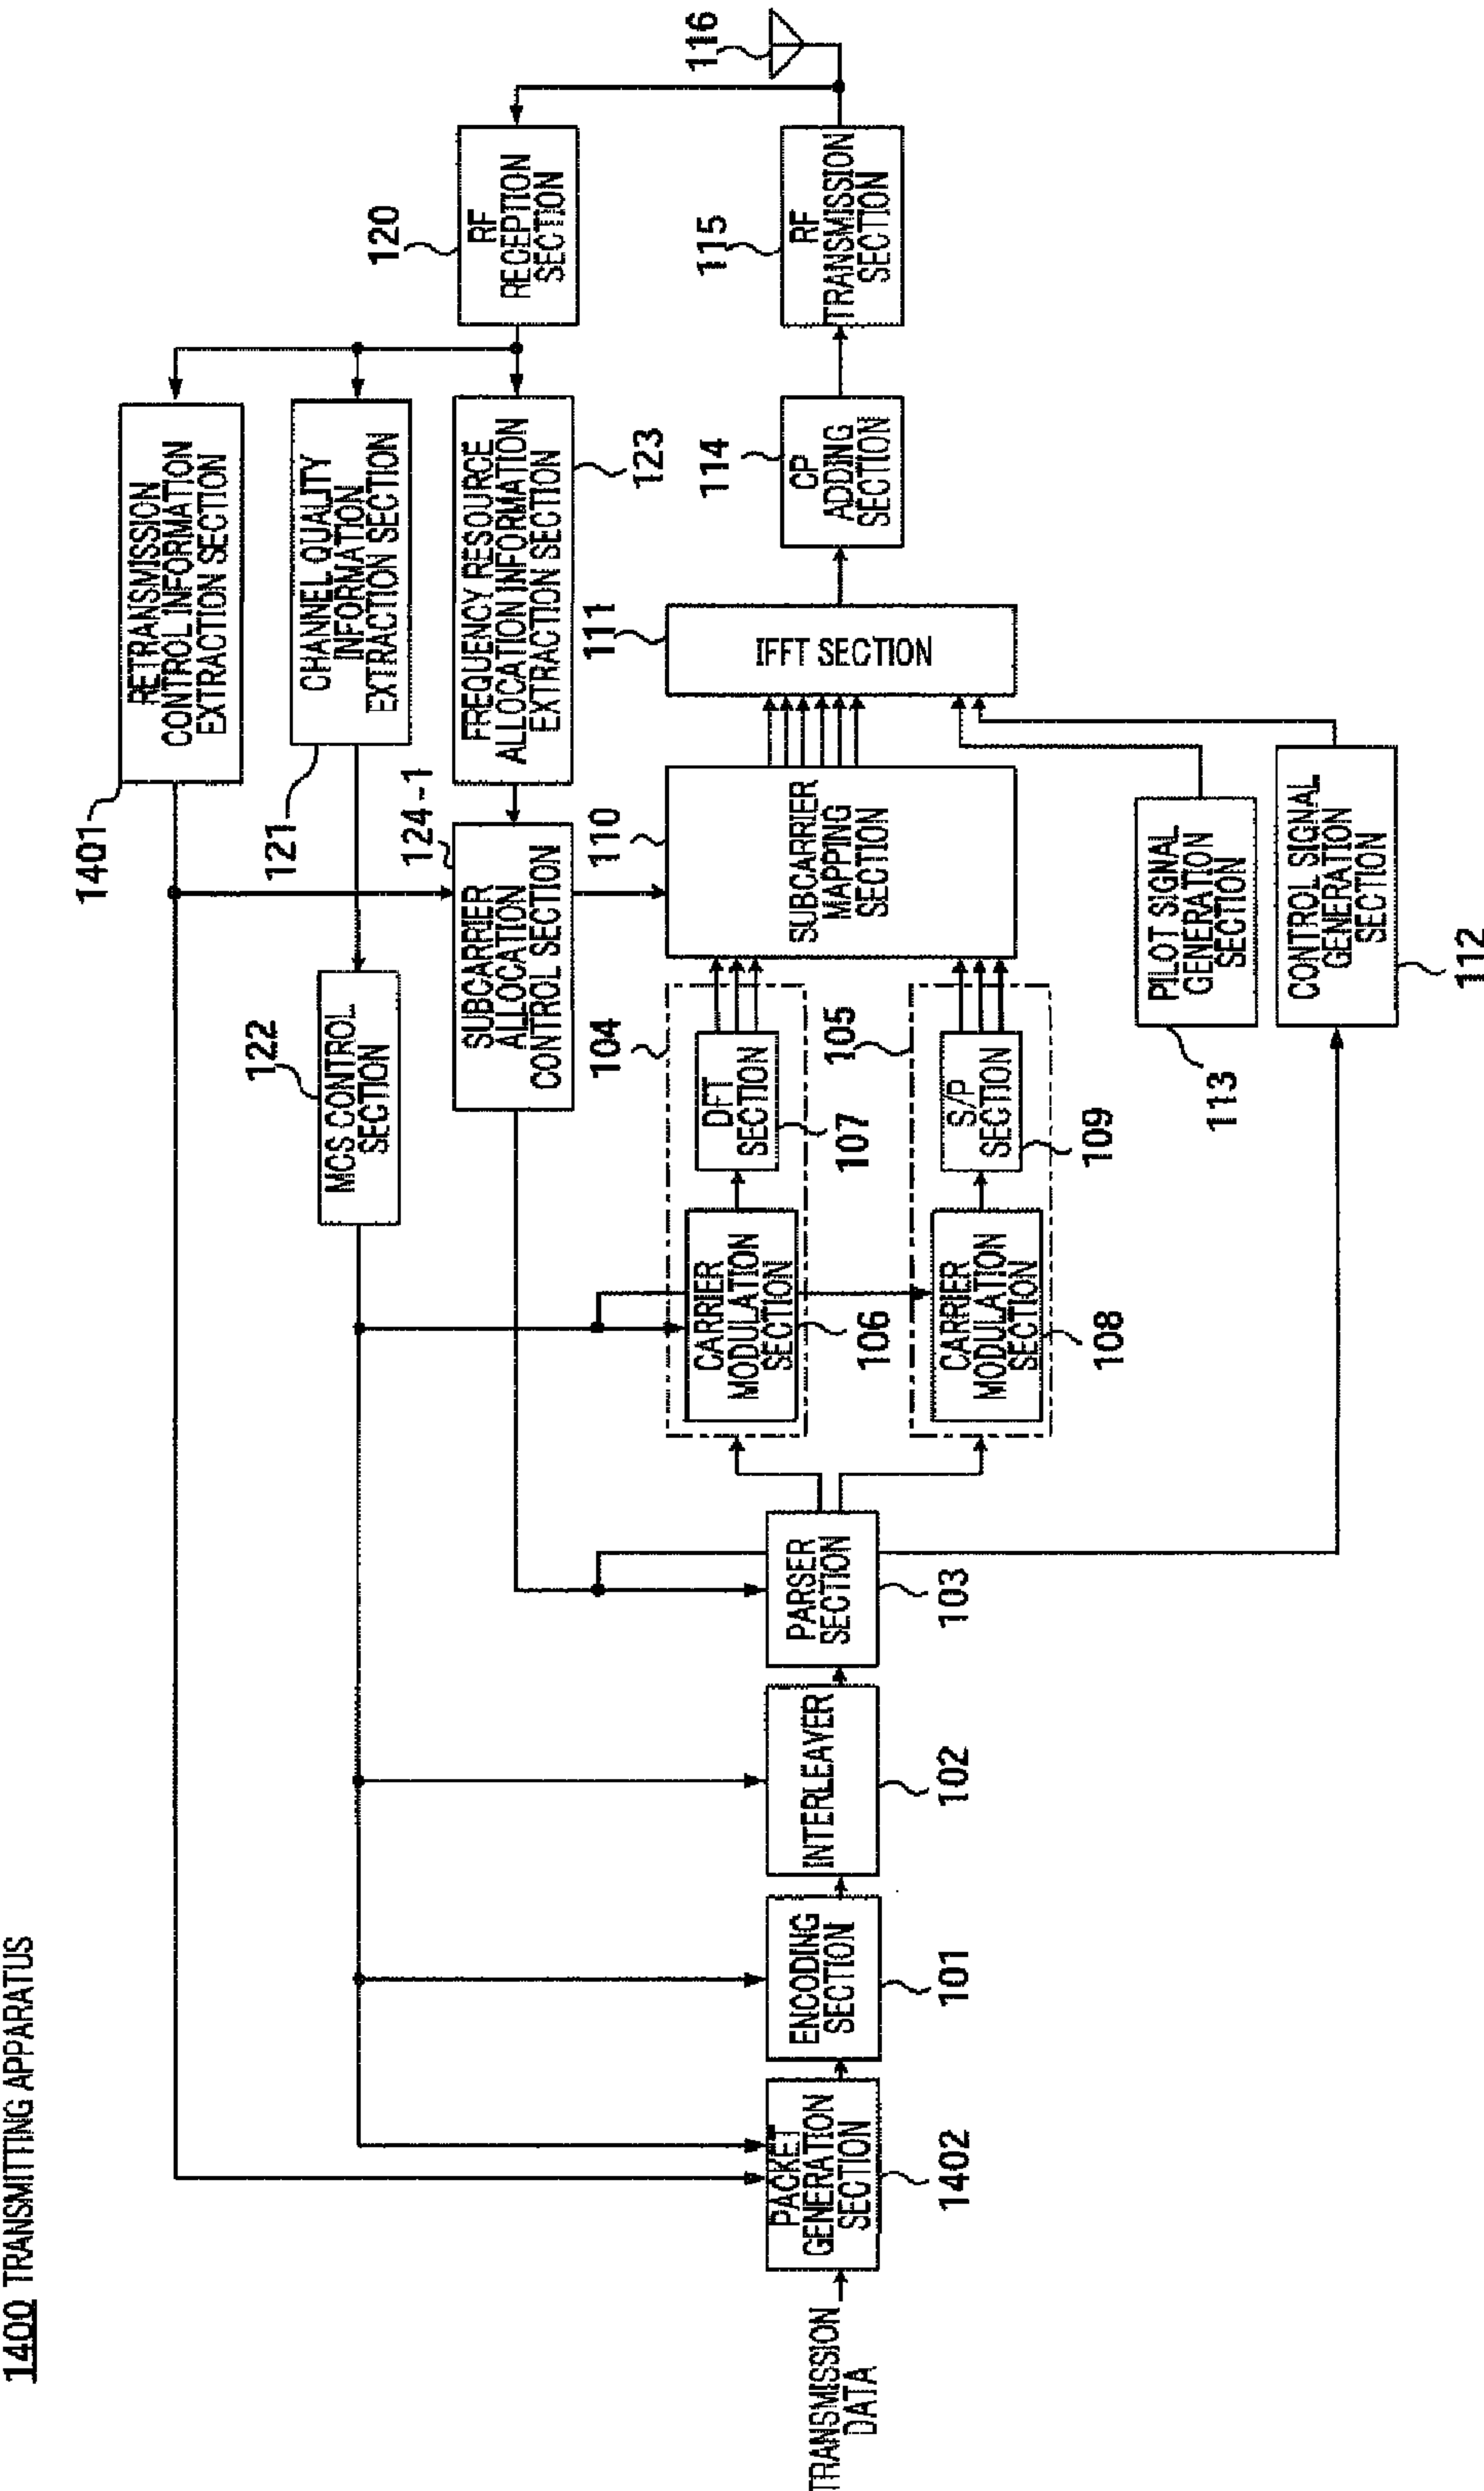 1400 TRANSMITTING APPARATUS
1401
RETRANSMISSION
CONTROL INFORMATION
EXTRACTION SECTION
121
CHANNEL QUALITY
INFORMATION
EXTRACTION SECTION
122
MCS CONTROL
SECTION
124-1
SUBCARRIER
ALLOCATION
CONTROL SECTION
FREQUENCY RESOURCE
ALLOCATION INFORMATION
EXTRACTION SECTION
123
120
RF
RECEPTION
SECTION
116
TRANSMISSION
DATA
PACKET
GENERATION
SECTION
1402
ENCODING
SECTION
101
INTERLEAVER
102
PARSER
SECTION
103
104
CARRIER
MODULATION
SECTION
106
DFT
SECTION
107
105
CARRIER
MODULATION
SECTION
108
S/P
SECTION
109
110
SUBCARRIER
MAPPING
SECTION
111
IFFT SECTION
114
CP
ADDING
SECTION
115
RF
TRANSMISSION
SECTION
PILOT SIGNAL
GENERATION
SECTION
113
CONTROL SIGNAL
GENERATION
SECTION
112